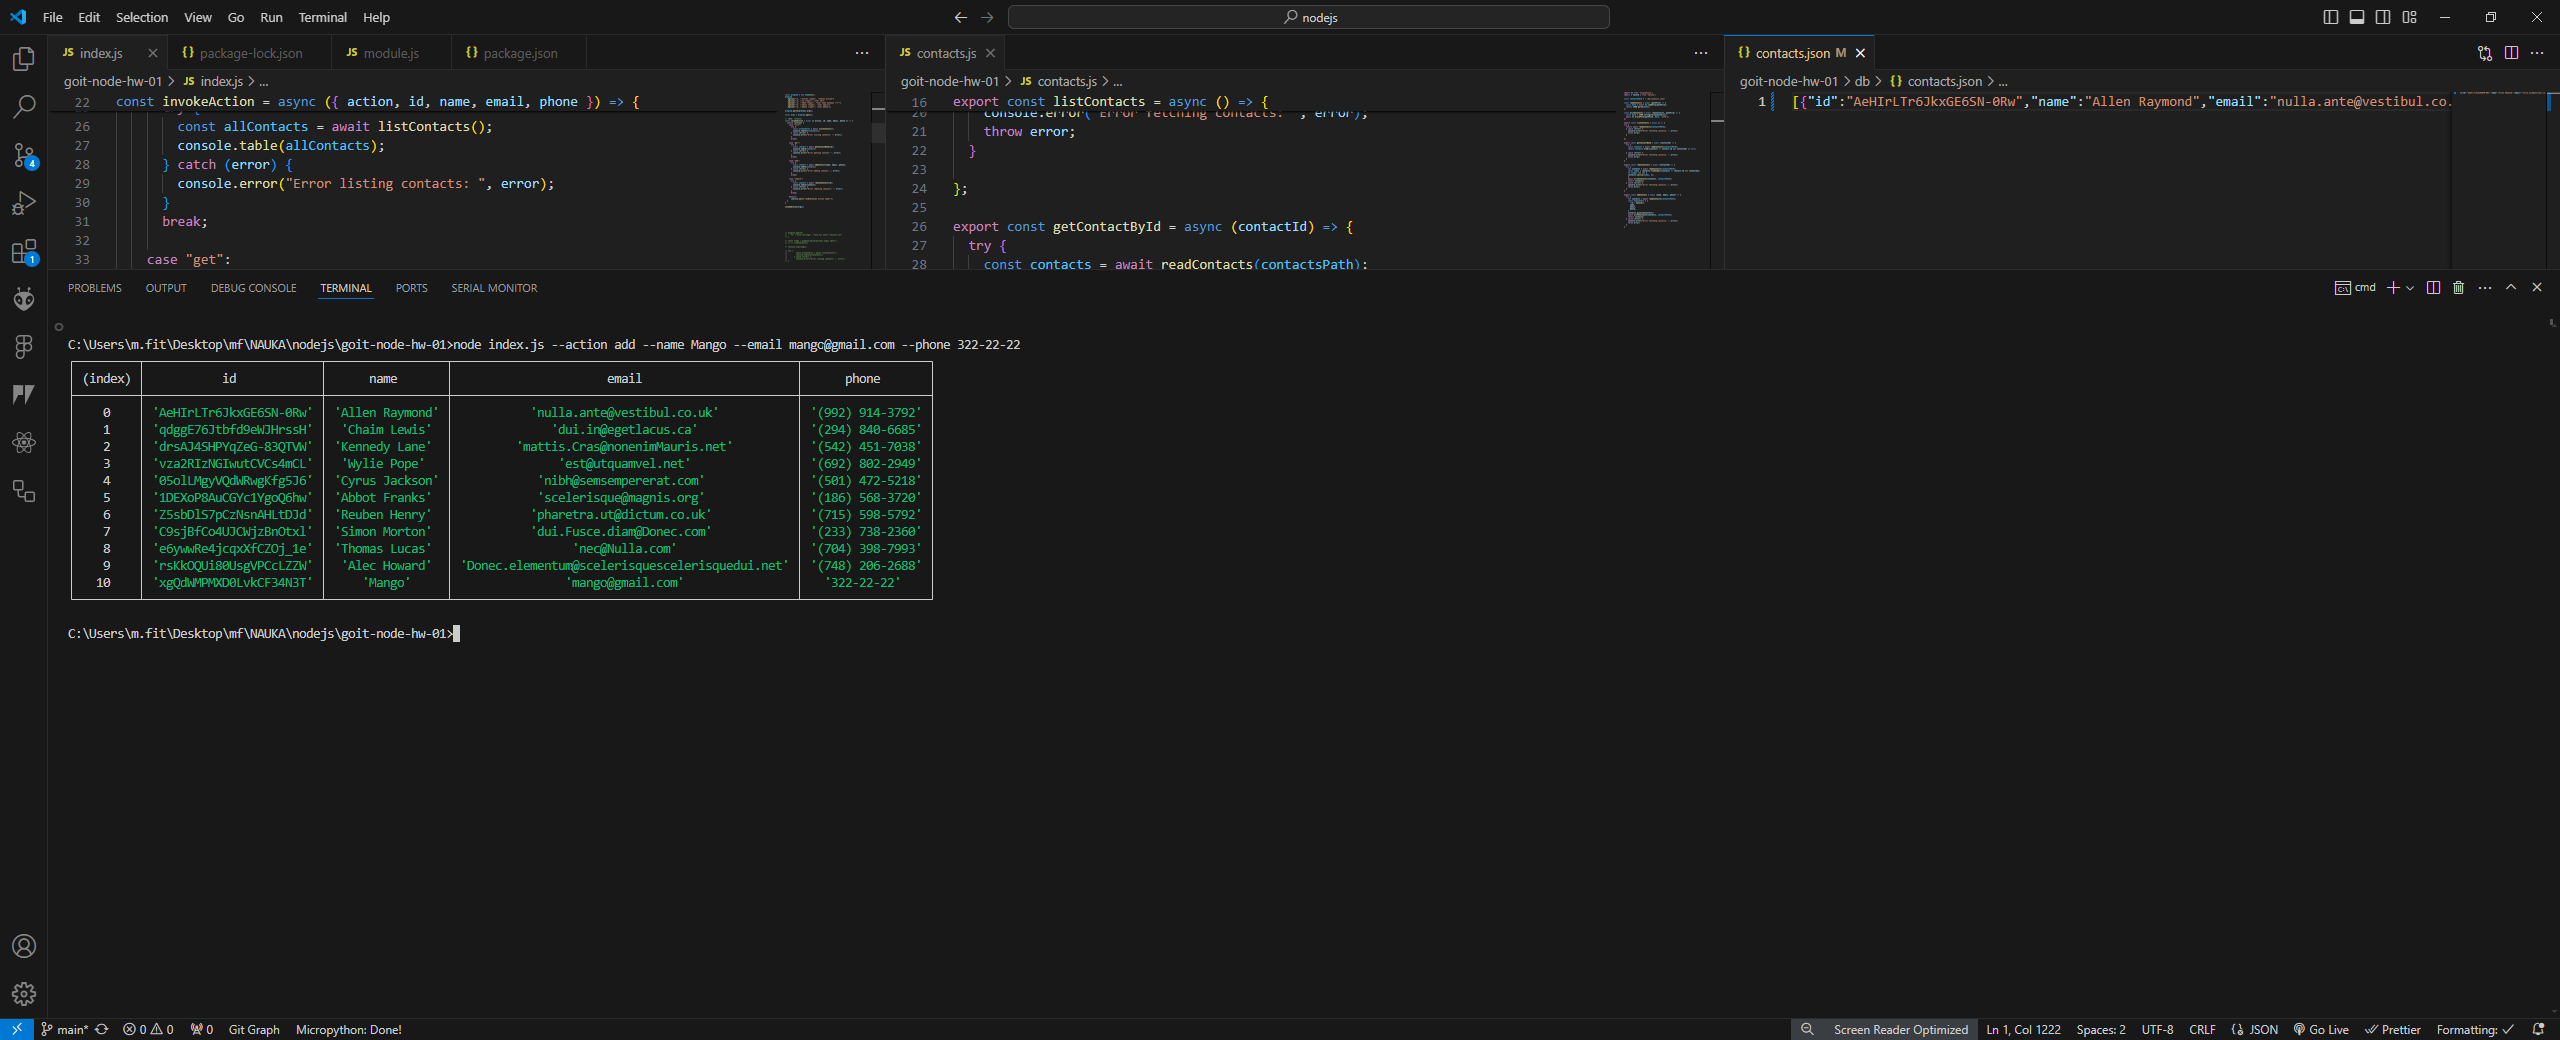 File Edit Selection View Go Run Terminal Help
nodejs
JS index.js
{} package-lock.json
JS module.js
{} package.json
JS contacts.js
{} contacts.json M
goit-node-hw-01 > JS index.js > ...
22 const invokeAction = async ({ action, id, name, email, phone }) => {
26 const allContacts = await listContacts();
27 console.table(allContacts);
28 } catch (error) {
29 console.error("Error listing contacts: ", error);
30 }
31 break;
32
33 case "get":
goit-node-hw-01 > JS contacts.js > ...
16 export const listContacts = async () => {
20 console.error("Error fetching contacts: ", error);
21 throw error;
22 }
23
24 };
25
26 export const getContactById = async (contactId) => {
27 try {
28 const contacts = await readContacts(contactsPath);
goit-node-hw-01 > db > {} contacts.json > ...
1 [{"id":"AeHIrLTr6JkxGE6SN-0Rw","name":"Allen Raymond","email":"nulla.ante@vestibul.co.
4
1
PROBLEMS OUTPUT DEBUG CONSOLE TERMINAL PORTS SERIAL MONITOR
cmd
C:\Users\m.fit\Desktop\mf\NAUKA\nodejs\goit-node-hw-01>node index.js --action add --name Mango --email mango@gmail.com --phone 322-22-22
(index) id name email phone
0 'AeHIrLTr6JkxGE6SN-0Rw' 'Allen Raymond' 'nulla.ante@vestibul.co.uk' '(992) 914-3792'
1 'qdggE76Jtbfd9eWJHrssH' 'Chaim Lewis' 'dui.in@egetlacus.ca' '(294) 840-6685'
2 'drsAJ4SHPYqZeG-83QTVW' 'Kennedy Lane' 'mattis.Cras@nonenimMauris.net' '(542) 451-7038'
3 'vza2RIzNGIwutCVCs4mCL' 'Wylie Pope' 'est@utquamvel.net' '(692) 802-2949'
4 '05olLMgyVQdWRwgKfg5J6' 'Cyrus Jackson' 'nibh@semsempererat.com' '(501) 472-5218'
5 '1DEXoP8AuCGYc1YgoQ6hw' 'Abbot Franks' 'scelerisque@magnis.org' '(186) 568-3720'
6 'Z5sbDlS7pCzNsnAHLtDJd' 'Reuben Henry' 'pharetra.ut@dictum.co.uk' '(715) 598-5792'
7 'C9sjBfCo4UJCWjzBnOtxl' 'Simon Morton' 'dui.Fusce.diam@Donec.com' '(233) 738-2360'
8 'e6ywwRe4jcqxXfCZOj_1e' 'Thomas Lucas' 'nec@Nulla.com' '(704) 398-7993'
9 'rsKkOQUi80UsgVPCcLZZW' 'Alec Howard' 'Donec.elementum@scelerisquescelerisquedui.net' '(748) 206-2688'
10 'xgQdWMPMXD0LvkCF34N3T' 'Mango' 'mango@gmail.com' '322-22-22'
C:\Users\m.fit\Desktop\mf\NAUKA\nodejs\goit-node-hw-01>
main* 0 0 0 Git Graph Micropython: Done!
Screen Reader Optimized Ln 1, Col 1222 Spaces: 2 UTF-8 CRLF {} JSON Go Live Prettier Formatting: